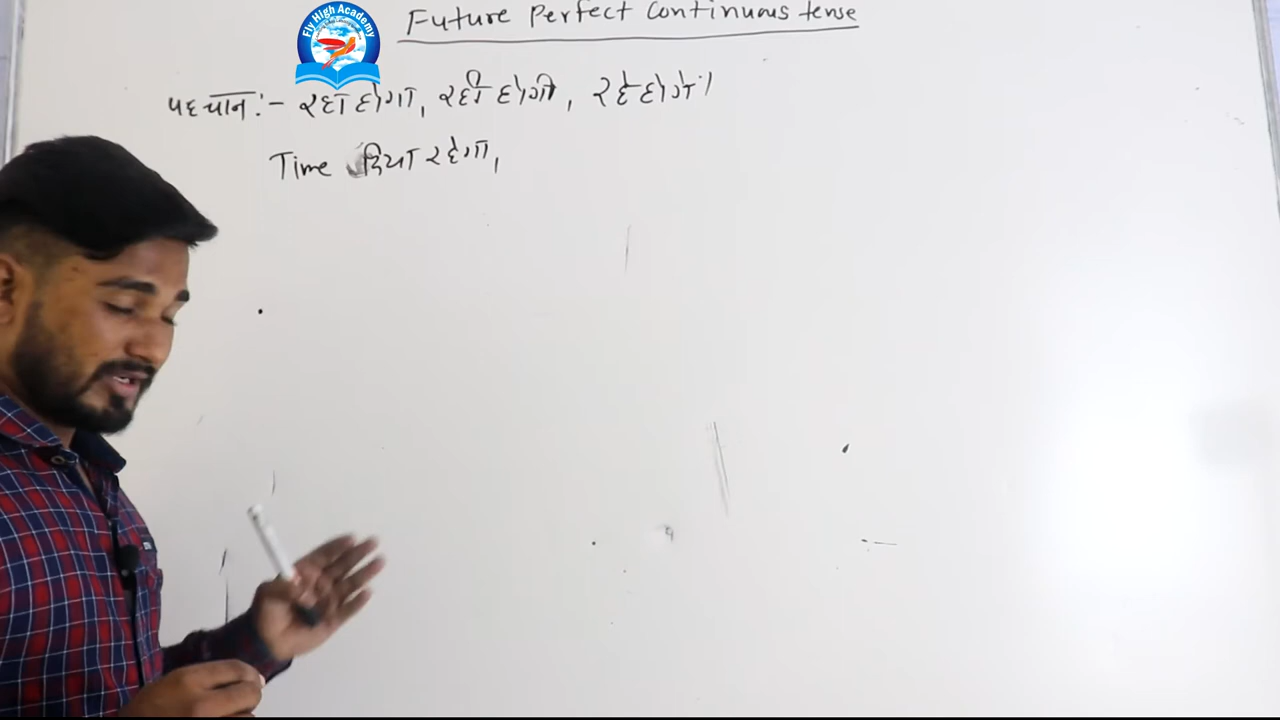 Future Perfect Continuous tense
Fly High Academy
पहचान:- रहा होगा, रही होगी, रहे होंगे।
Time दिया रहेगा,